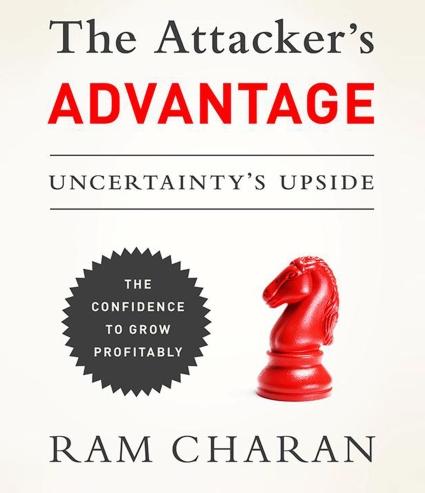 The Attacker's
ADVANTAGE
UNCERTAINTY'S UPSIDE
THE
CONFIDENCE
TO GROW
PROFITABLY
RAM CHARAN